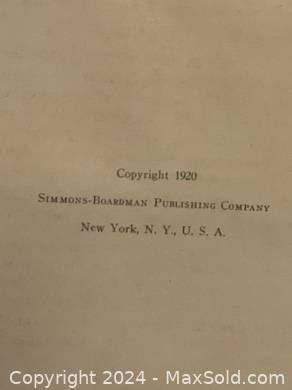 Copyright 1920
SIMMONS-BOARDMAN PUBLISHING COMPANY
New York, N. Y., U. S. A.
Copyright 2024 - MaxSold.com